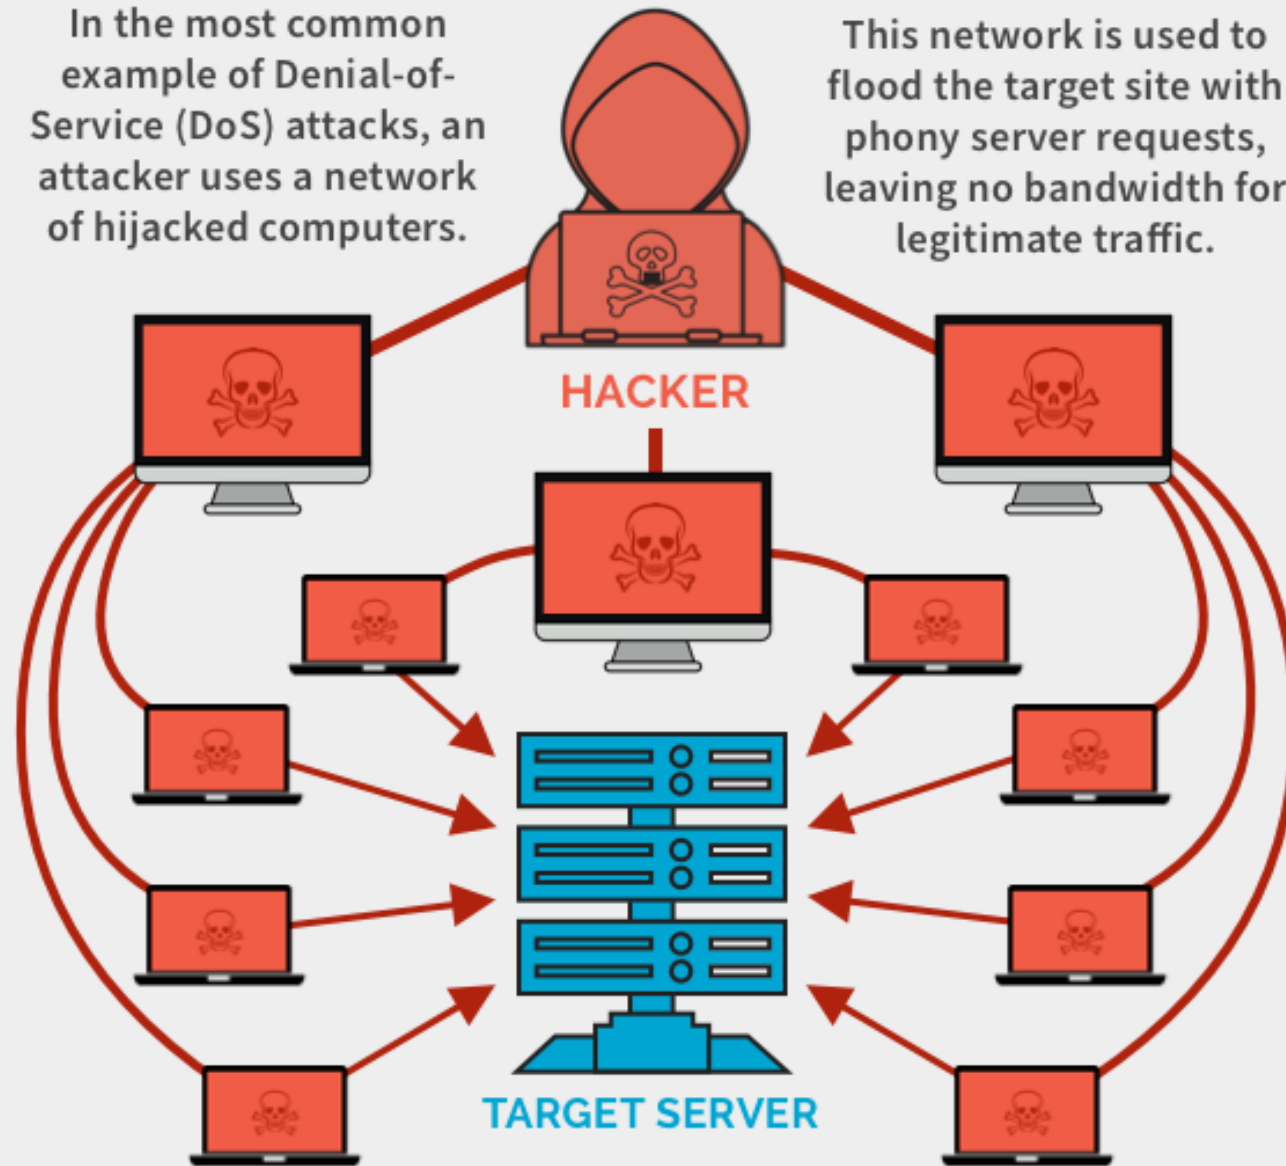 In the most common
example of Denial-of-
Service (DoS) attacks, an
attacker uses a network
of hijacked computers.
This network is used to
flood the target site with
phony server requests,
leaving no bandwidth for
legitimate traffic.
HACKER
TARGET SERVER